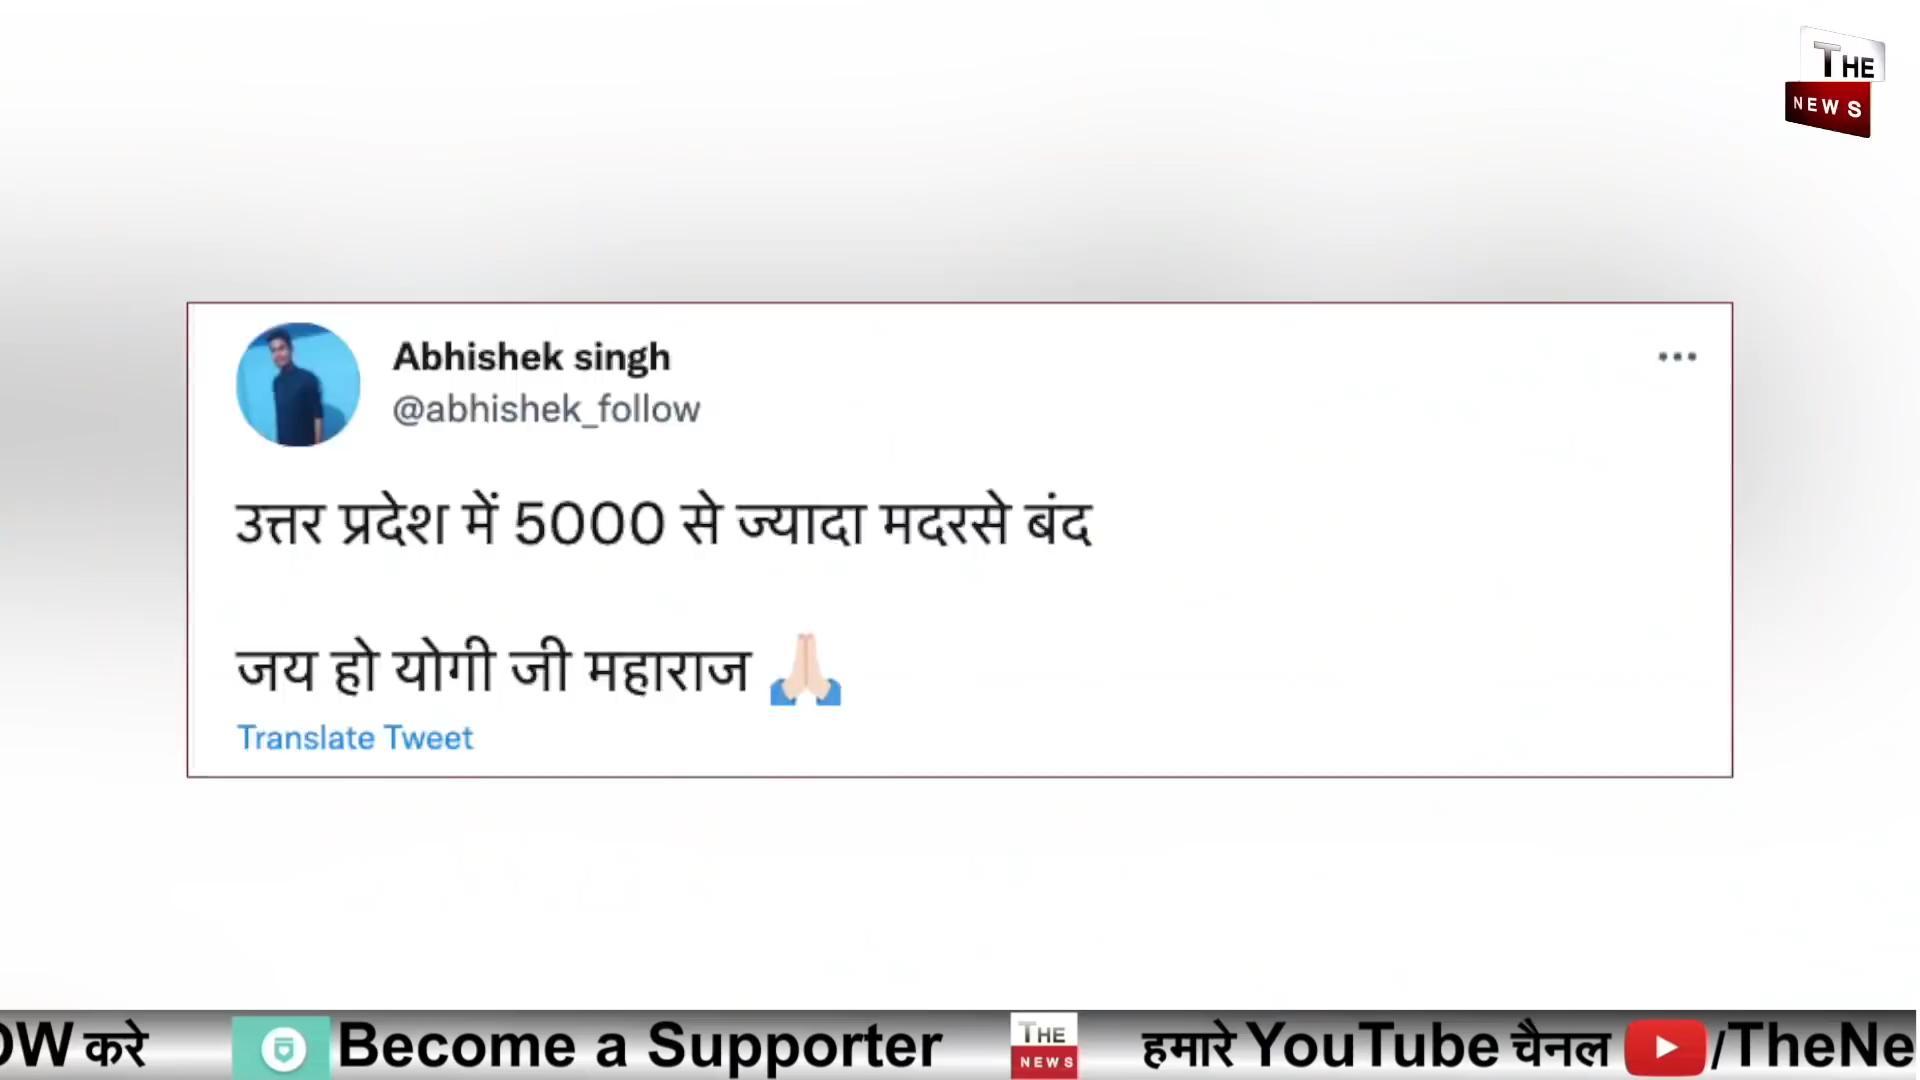 THE
NEWS
Abhishek singh
@abhishek_follow
उत्तर प्रदेश में 5000 से ज्यादा मदरसे बंद
जय हो योगी जी महाराज 🙏🏻
Translate Tweet
करे Become a Supporter THE NEWS हमारे YouTube चैनल /TheNe